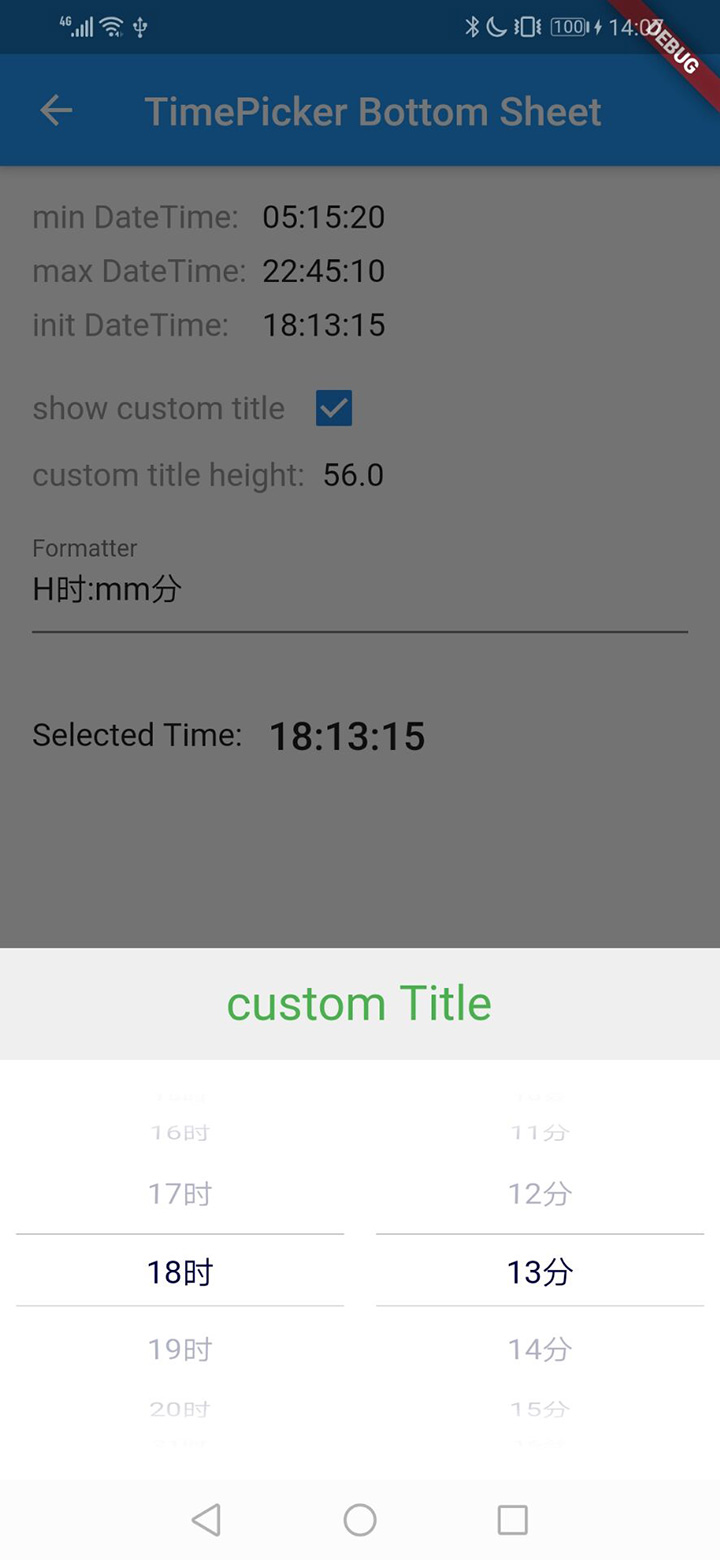 4G 100 14:07
DEBUG
TimePicker Bottom Sheet
min DateTime: 05:15:20
max DateTime: 22:45:10
init DateTime: 18:13:15
show custom title
custom title height: 56.0
Formatter
H时:mm分
Selected Time: 18:13:15
custom Title
16时 11分
17时 12分
18时 13分
19时 14分
20时 15分